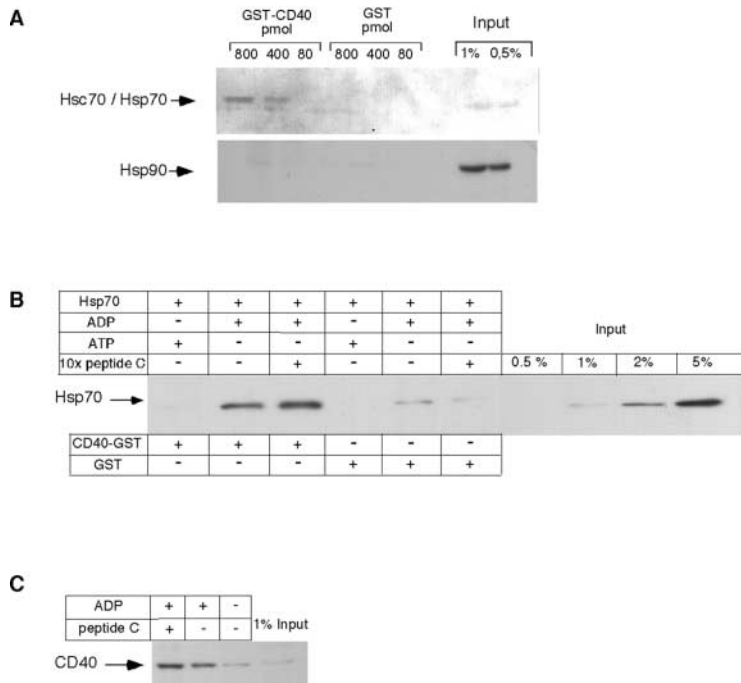 A
GST-CD40 GST
pmol pmol Input
800 400 80 800 400 80 1% 0,5%
Hsc70 / Hsp70
Hsp90
B
Hsp70 + + + + + +
ADP - + + - + + Input
ATP + - - + - -
10x peptide C - - + - - + 0.5 % 1% 2% 5%
Hsp70
CD40-GST + + + - - -
GST - - - + + +
C
ADP + + -
peptide C + - - 1% Input
CD40